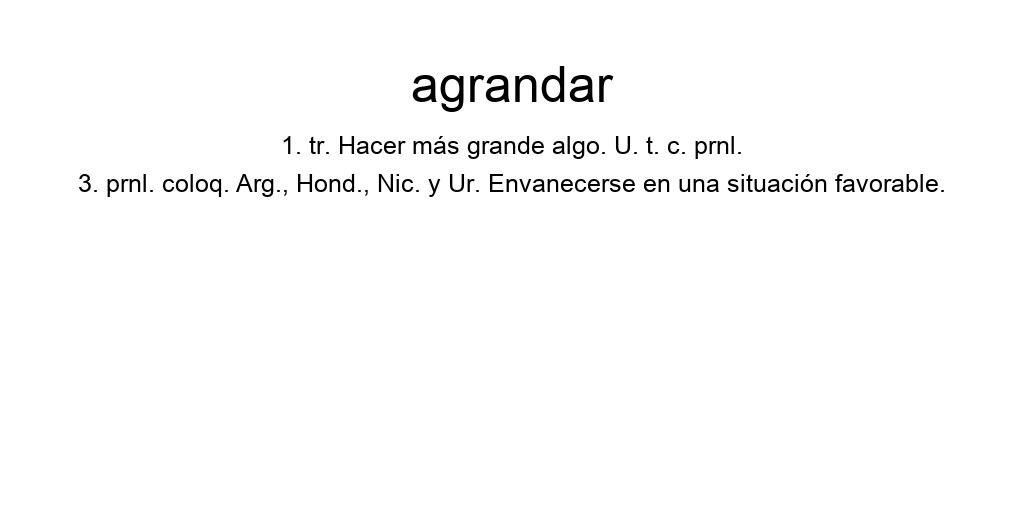 agrandar
1. tr. Hacer más grande algo. U. t. c. prnl.
3. prnl. coloq. Arg., Hond., Nic. y Ur. Envanecerse en una situación favorable.